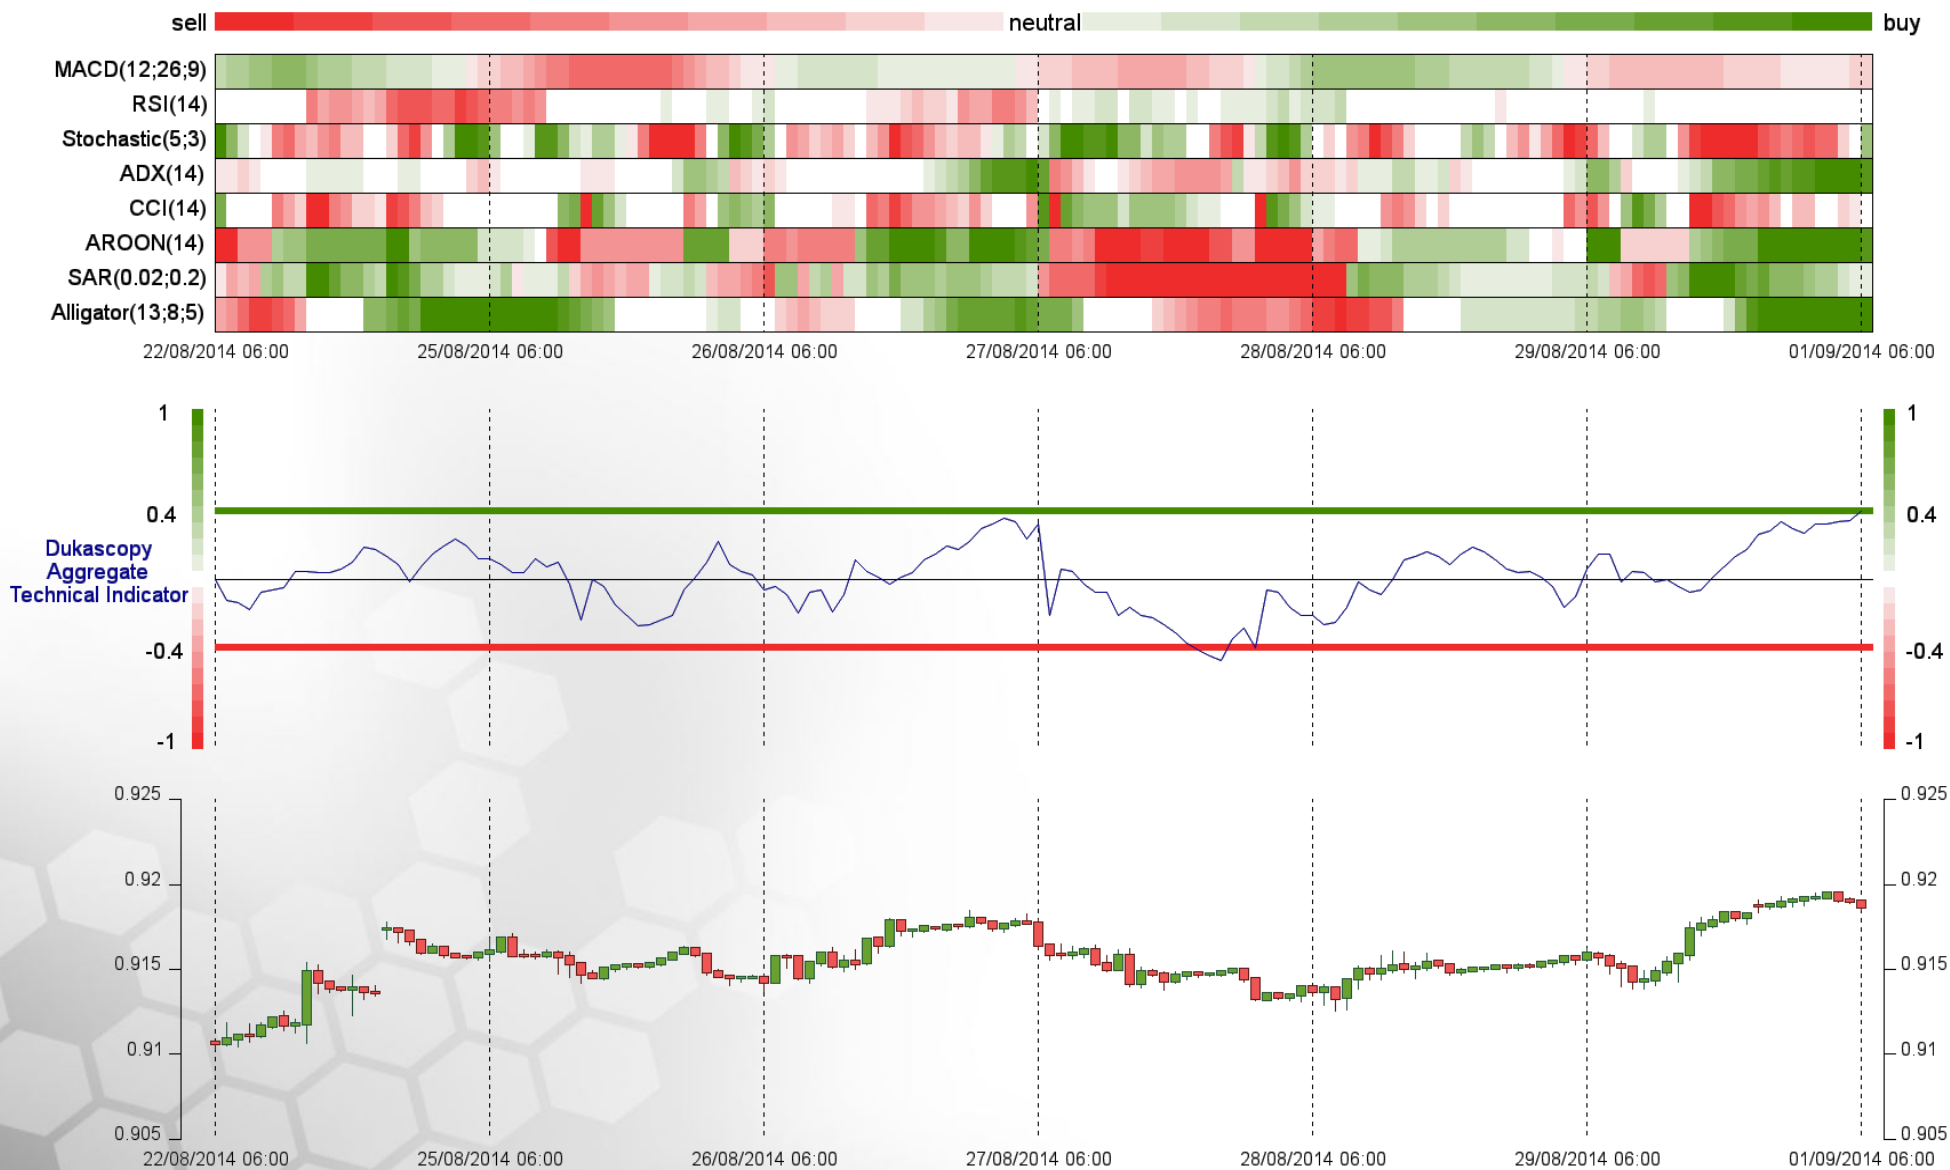 sell neutral buy
MACD(12;26;9)
RSI(14)
Stochastic(5;3)
ADX(14)
CCI(14)
AROON(14)
SAR(0.02;0.2)
Alligator(13;8;5)
22/08/2014 06:00 25/08/2014 06:00 26/08/2014 06:00 27/08/2014 06:00 28/08/2014 06:00 29/08/2014 06:00 01/09/2014 06:00
1 1
0.4 0.4
Dukascopy
Aggregate
Technical Indicator
-0.4 -0.4
-1 -1
0.925 0.925
0.92 0.92
0.915 0.915
0.91 0.91
0.905 0.905
22/08/2014 06:00 25/08/2014 06:00 26/08/2014 06:00 27/08/2014 06:00 28/08/2014 06:00 29/08/2014 06:00 01/09/2014 06:00